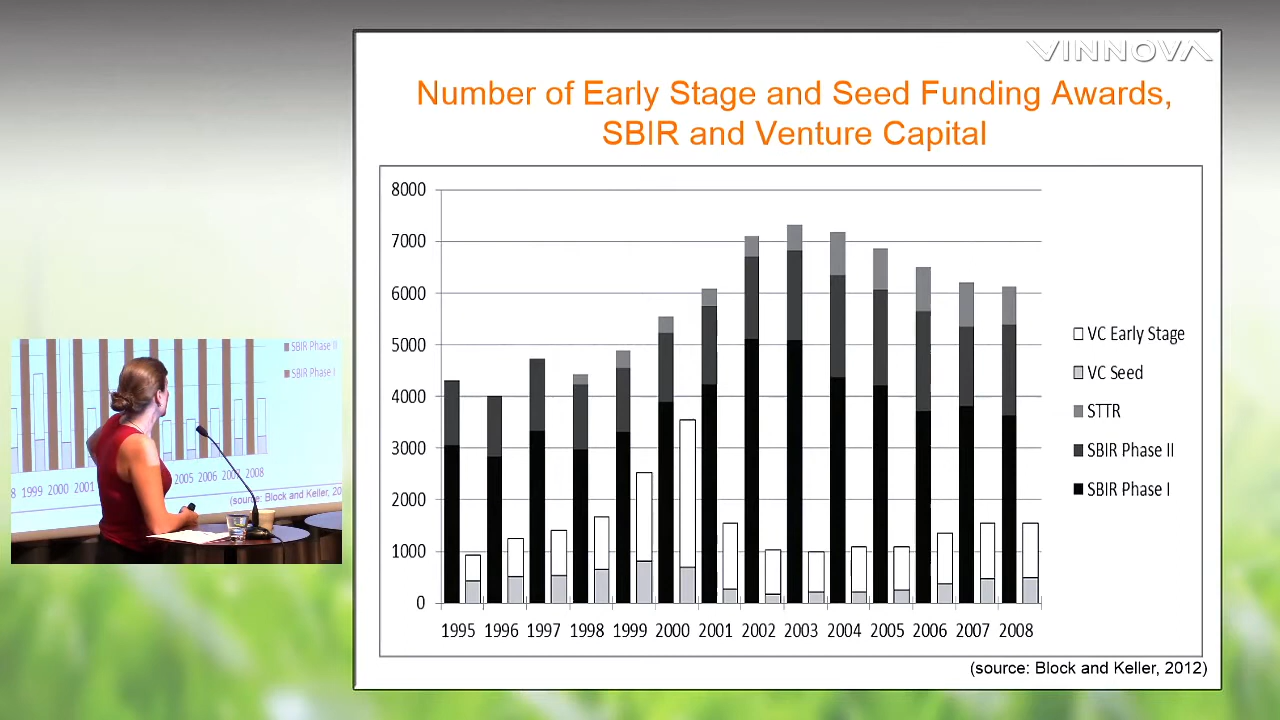 VINNOVA
Number of Early Stage and Seed Funding Awards,
SBIR and Venture Capital
8000
7000
6000
5000
4000
3000
2000
1000
0
1995 1996 1997 1998 1999 2000 2001 2002 2003 2004 2005 2006 2007 2008
VC Early Stage
VC Seed
STTR
SBIR Phase II
SBIR Phase I
(source: Block and Keller, 2012)
SBIR Phase II
SBIR Phase I
8 1999 2000 2001 2005 2006 2007 2008
(source: Block and Keller, 20